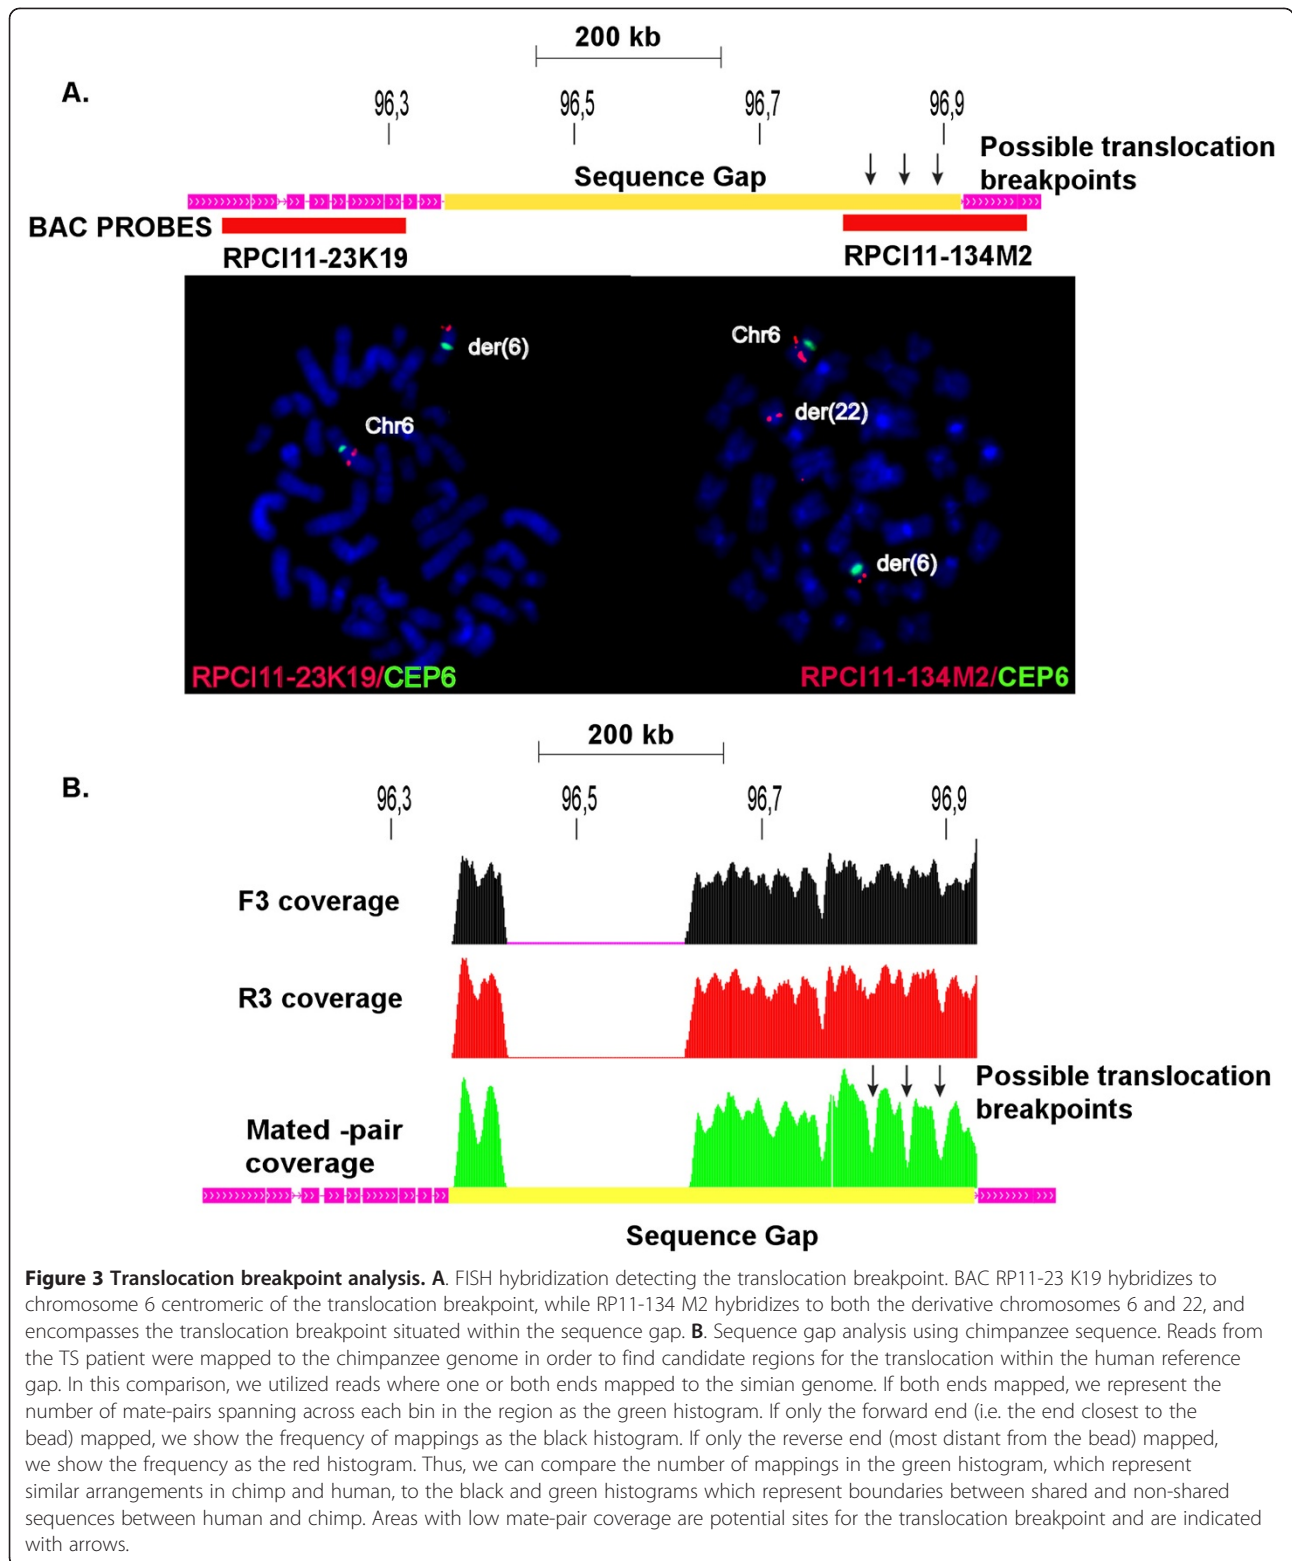 200 kb
A.
96,3 96,5 96,7 96,9
Possible translocation
breakpoints
Sequence Gap
BAC PROBES
RPCI11-23K19 RPCI11-134M2
der(6)
Chr6
Chr6
der(22)
der(6)
RPCI11-23K19/CEP6 RPCI11-134M2/CEP6
200 kb
B.
96,3 96,5 96,7 96,9
F3 coverage
R3 coverage
Possible translocation
breakpoints
Mated -pair
coverage
Sequence Gap
Figure 3 Translocation breakpoint analysis. A. FISH hybridization detecting the translocation breakpoint. BAC RP11-23 K19 hybridizes to
chromosome 6 centromeric of the translocation breakpoint, while RP11-134 M2 hybridizes to both the derivative chromosomes 6 and 22, and
encompasses the translocation breakpoint situated within the sequence gap. B. Sequence gap analysis using chimpanzee sequence. Reads from
the TS patient were mapped to the chimpanzee genome in order to find candidate regions for the translocation within the human reference
gap. In this comparison, we utilized reads where one or both ends mapped to the simian genome. If both ends mapped, we represent the
number of mate-pairs spanning across each bin in the region as the green histogram. If only the forward end (i.e. the end closest to the
bead) mapped, we show the frequency of mappings as the black histogram. If only the reverse end (most distant from the bead) mapped,
we show the frequency as the red histogram. Thus, we can compare the number of mappings in the green histogram, which represent
similar arrangements in chimp and human, to the black and green histograms which represent boundaries between shared and non-shared
sequences between human and chimp. Areas with low mate-pair coverage are potential sites for the translocation breakpoint and are indicated
with arrows.